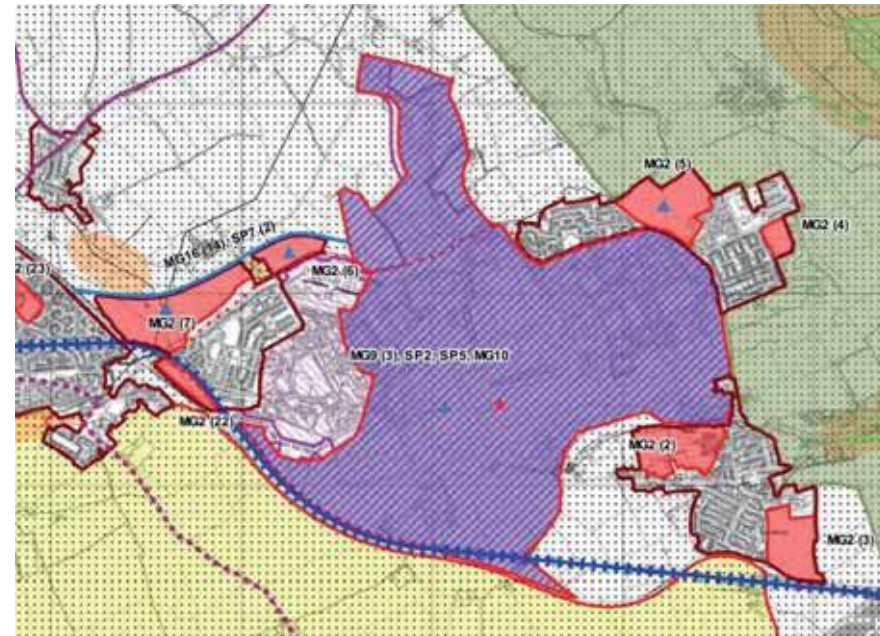 MG2 (5)
MG2 (4)
MG16 (14), SP7 (2)
MG2 (6)
2 (23)
MG2 (7)
MG9 (3), SP2, SP5, MG10
MG2 (22)
MG2 (2)
MG2 (3)